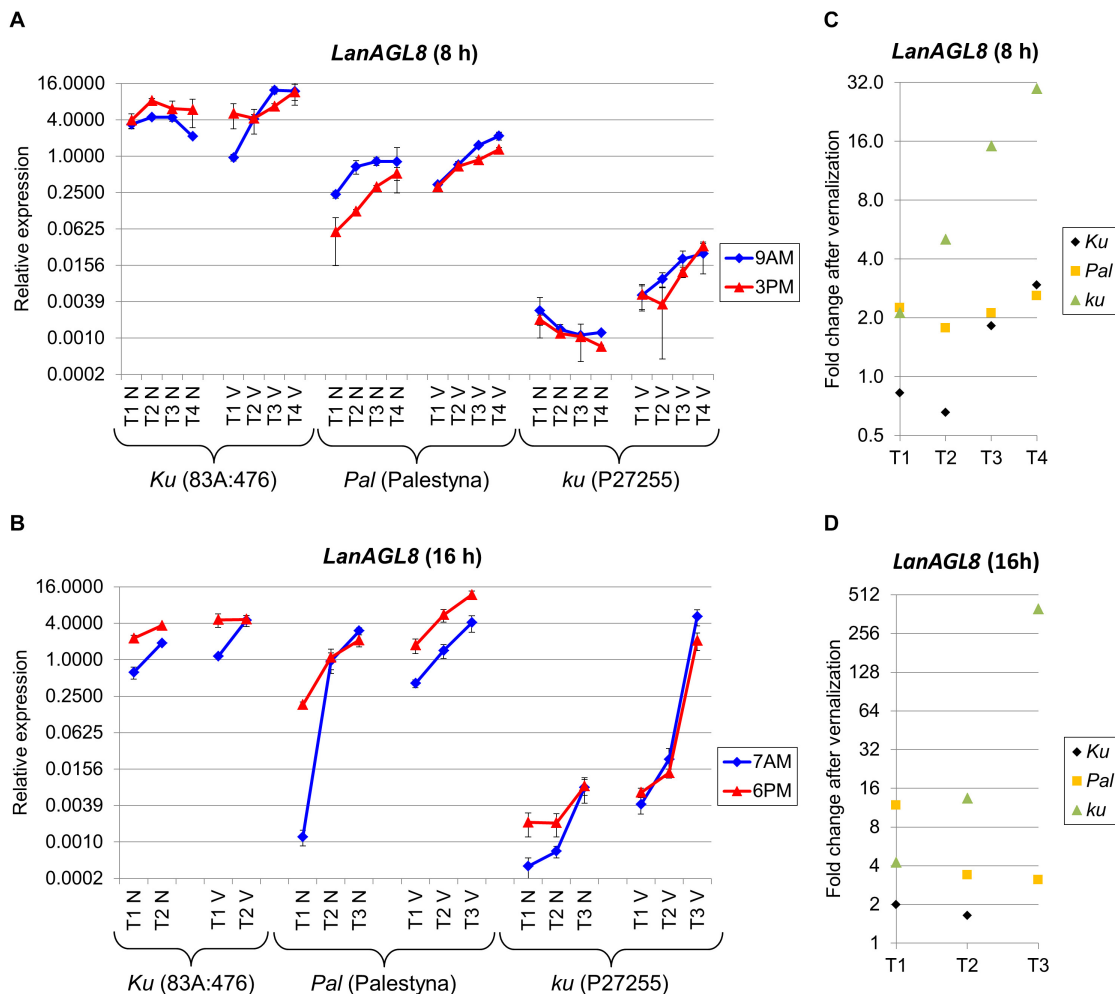 A
LanAGL8 (8 h)
Relative expression
16.0000
4.0000
1.0000
0.2500
0.0625
0.0156
0.0039
0.0010
0.0002
T1 N
T2 N
T3 N
T4 N
T1 V
T2 V
T3 V
T4 V
T1 N
T2 N
T3 N
T4 N
T1 V
T2 V
T3 V
T4 V
T1 N
T2 N
T3 N
T4 N
T1 V
T2 V
T3 V
T4 V
Ku (83A:476)
Pal (Palestyna)
ku (P27255)
9AM
3PM
C
LanAGL8 (8 h)
Fold change after vernalization
32.0
16.0
8.0
4.0
2.0
1.0
0.5
T1
T2
T3
T4
Ku
Pal
ku
B
LanAGL8 (16 h)
Relative expression
16.0000
4.0000
1.0000
0.2500
0.0625
0.0156
0.0039
0.0010
0.0002
T1 N
T2 N
T1 V
T2 V
T1 N
T2 N
T3 N
T1 V
T2 V
T3 V
T1 N
T2 N
T3 N
T1 V
T2 V
T3 V
Ku (83A:476)
Pal (Palestyna)
ku (P27255)
7AM
6PM
D
LanAGL8 (16h)
Fold change after vernalization
512
256
128
64
32
16
8
4
2
1
T1
T2
T3
Ku
Pal
ku